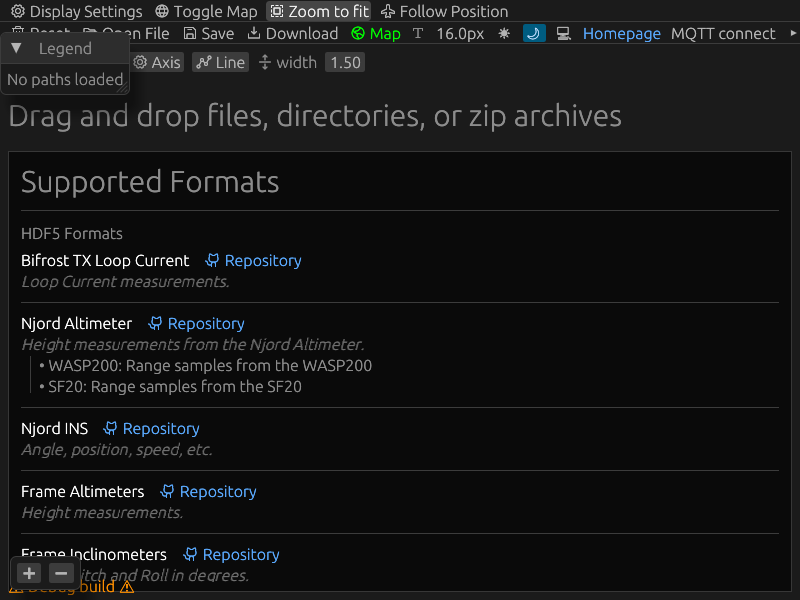 Display Settings Toggle Map Zoom to fit Follow Position
Open File Save Download Map T 16.0px Homepage MQTT connect
Legend Axis Line width 1.50
No paths loaded
Drag and drop files, directories, or zip archives
Supported Formats
HDF5 Formats
Bifrost TX Loop Current Repository
Loop Current measurements.
Njord Altimeter Repository
Height measurements from the Njord Altimeter.
• WASP200: Range samples from the WASP200
• SF20: Range samples from the SF20
Njord INS Repository
Angle, position, speed, etc.
Frame Altimeters Repository
Height measurements.
Frame Inclinometers Repository
+ − itch and Roll in degrees.
Debug build